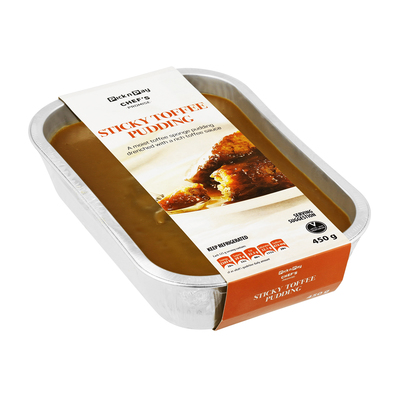 Pick n Pay
CHEF'S
PROMISE
STICKY TOFFEE
PUDDING
A moist toffee sponge pudding
drenched with a rich toffee sauce
SERVING
SUGGESTION
KEEP REFRIGERATED
450 g
Pick n Pay
CHEF'S
PROMISE
STICKY TOFFEE
PUDDING
450 g